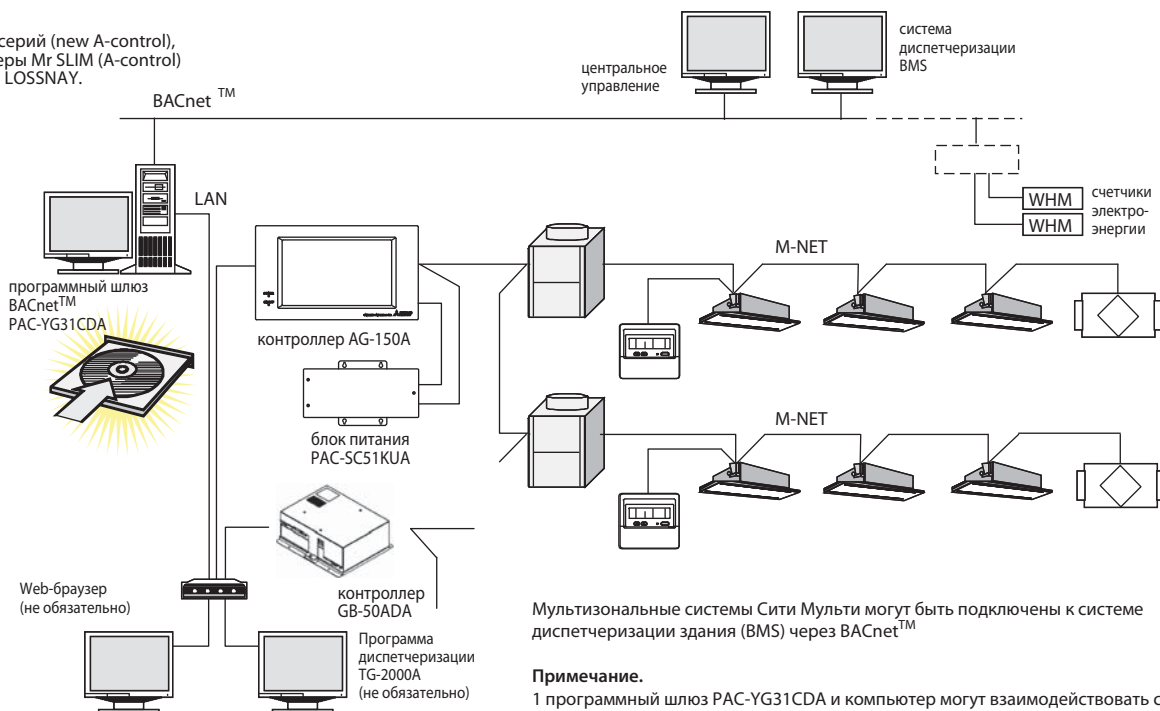 серий (new A-control),
еры Mr SLIM (A-control)
LOSSNAY.
BACnet TM
центральное
управление
система
диспетчеризации
BMS
LAN
WHM
WHM
счетчики
электро-
энергии
M-NET
программный шлюз
BACnetTM
PAC-YG31CDA
контроллер AG-150A
блок питания
PAC-SC51KUA
M-NET
контроллер
GB-50ADA
Web-браузер
(не обязательно)
Программа
диспетчеризации
TG-2000A
(не обязательно)
Мультизональные системы Сити Мульти могут быть подключены к системе
диспетчеризации здания (BMS) через BACnetTM
Примечание.
1 программный шлюз PAC-YG31CDA и компьютер могут взаимодействовать с